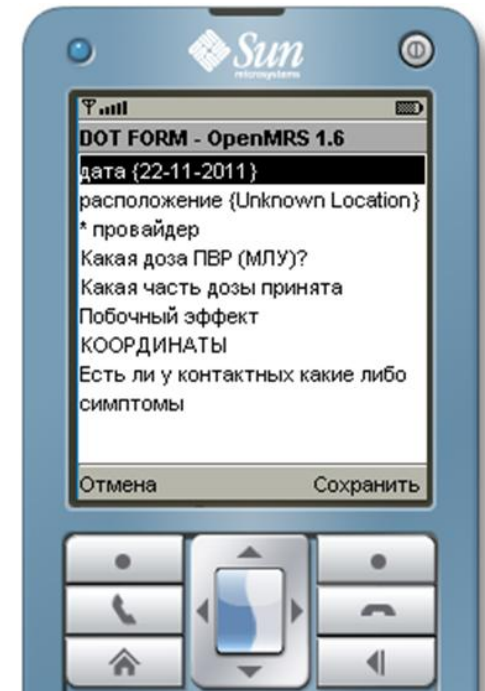 Sun
microsystems
DOT FORM - OpenMRS 1.6
дата {22-11-2011}
расположение {Unknown Location}
* провайдер
Какая доза ПВР (МЛУ)?
Какая часть дозы принята
Побочный эффект
КООРДИНАТЫ
Есть ли у контактных какие либо
симптомы
Отмена Сохранить